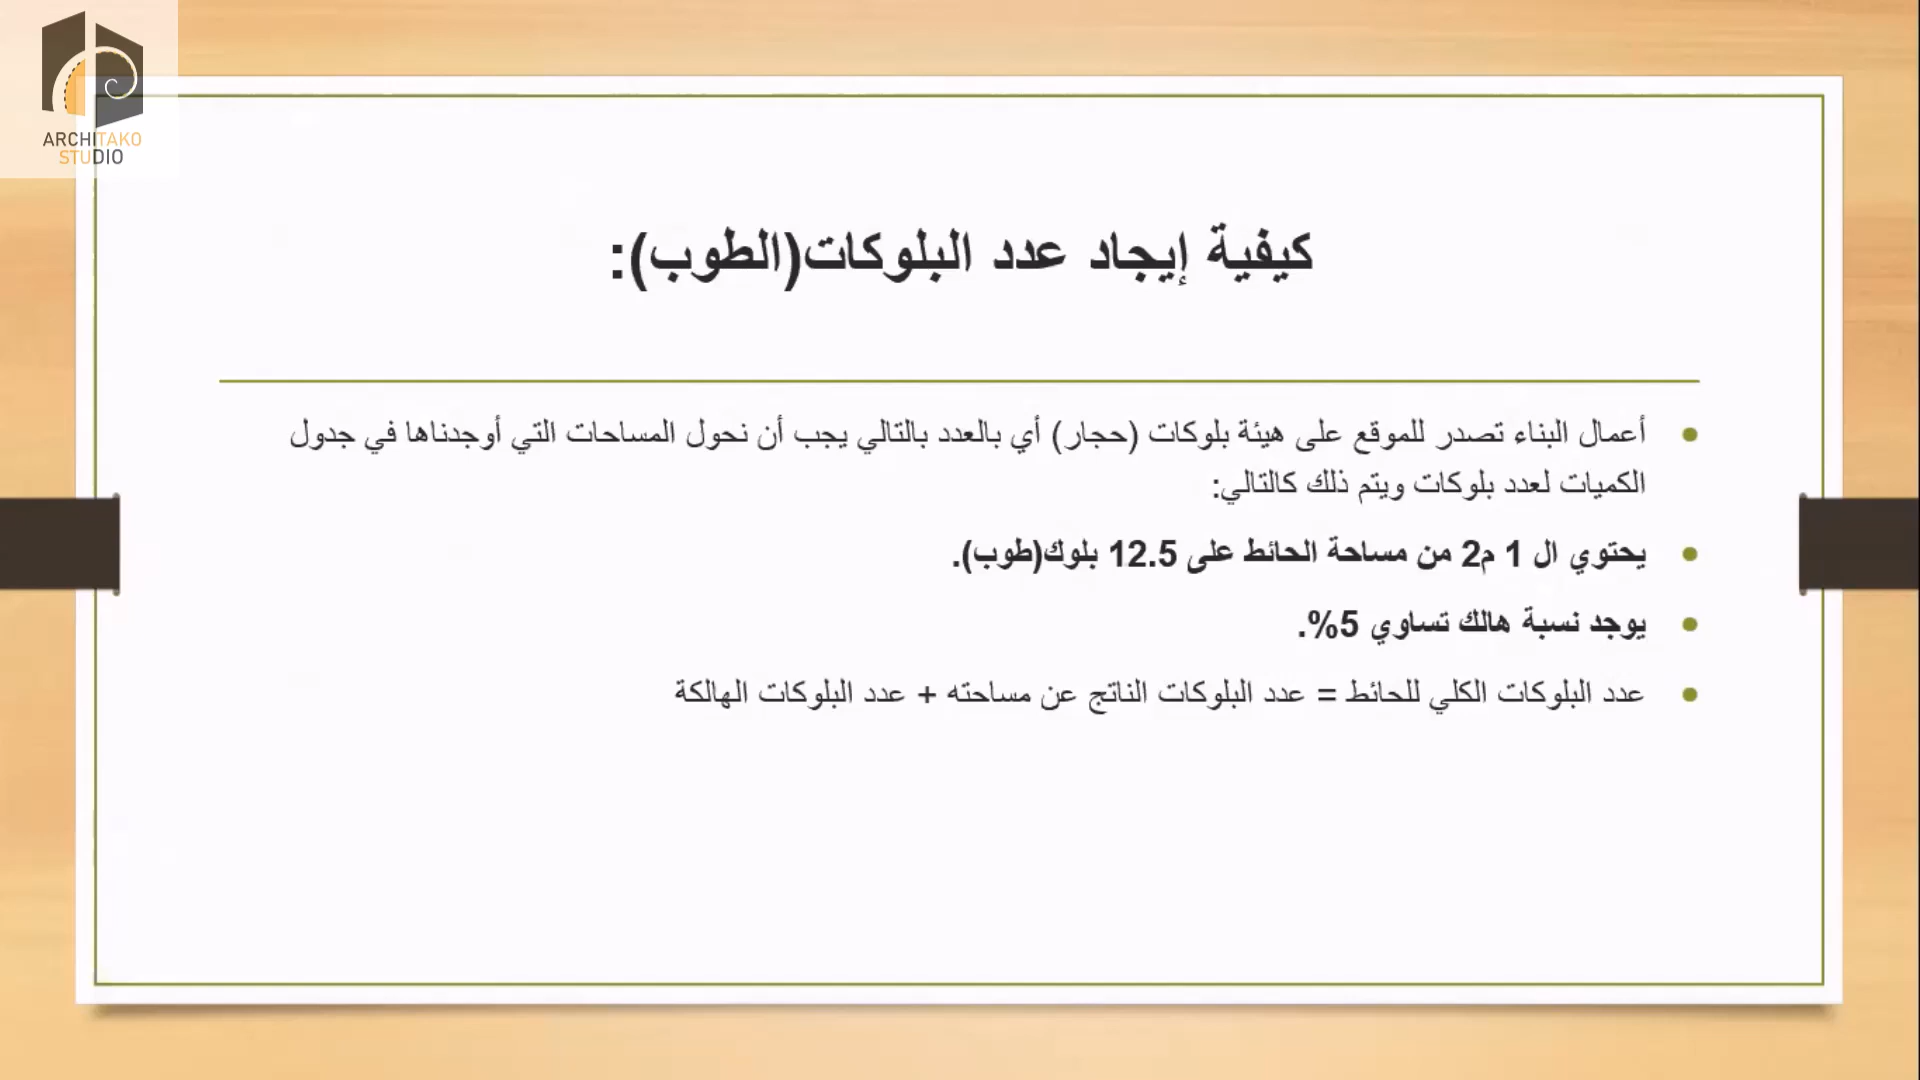 ARCHITAKO
STUDIO
كيفية إيجاد عدد البلوكات(الطوب):
أعمال البناء تصدر للموقع على هيئة بلوكات (حجار) أي بالعدد بالتالي يجب أن نحول المساحات التي أوجدناها في جدول
الكميات لعدد بلوكات ويتم ذلك كالتالي:
يحتوي ال 1 م2 من مساحة الحائط على 12.5 بلوك(طوب).
يوجد نسبة هالك تساوي 5%.
عدد البلوكات الكلي للحائط = عدد البلوكات الناتج عن مساحته + عدد البلوكات الهالكة